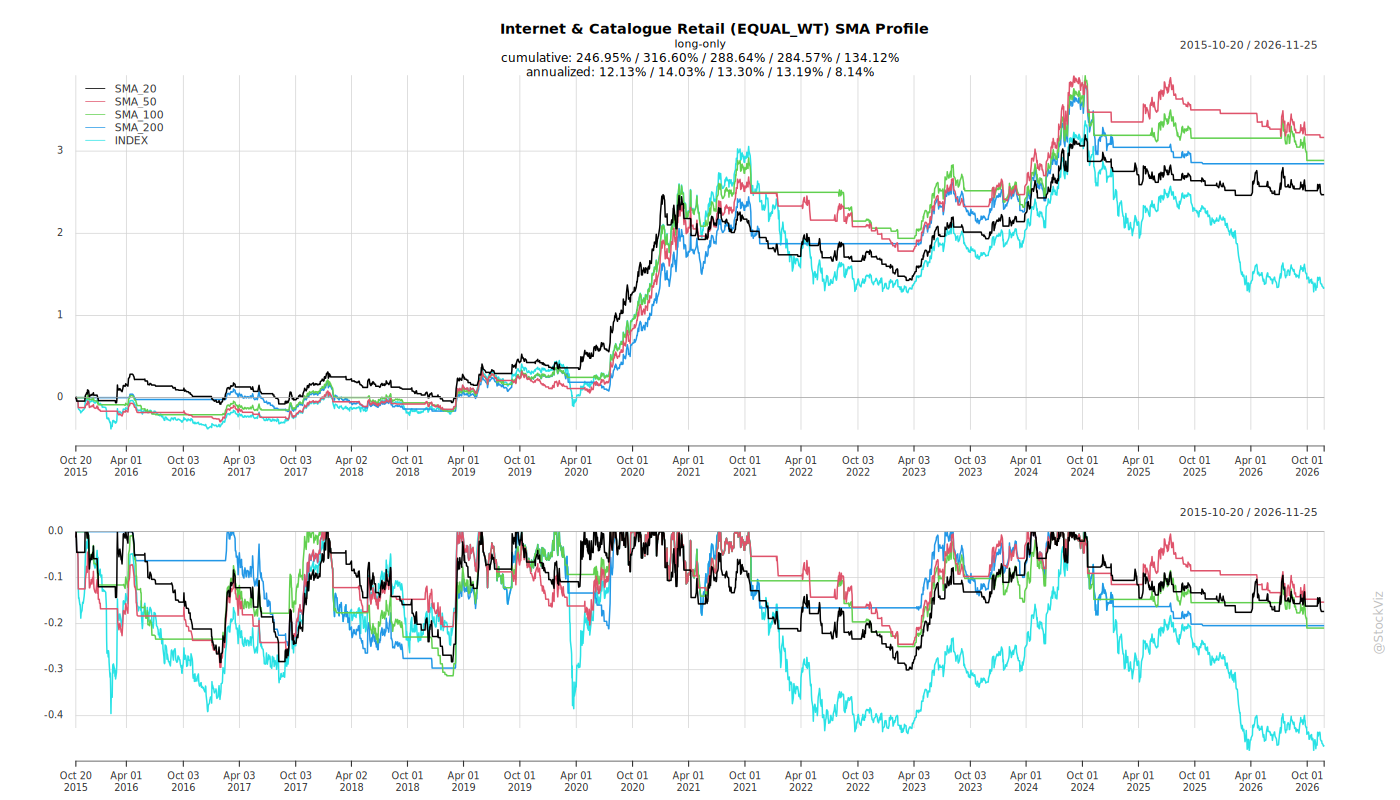 Internet & Catalogue Retail (EQUAL_WT) SMA Profile
long-only
cumulative: 246.95% / 316.60% / 288.64% / 284.57% / 134.12%
annualized: 12.13% / 14.03% / 13.30% / 13.19% / 8.14%
2015-10-20 / 2026-11-25
SMA_20
SMA_50
SMA_100
SMA_200
INDEX
3
2
1
0
Oct 20 Apr 01 Oct 03 Apr 03 Oct 03 Apr 02 Oct 01 Apr 01 Oct 01 Apr 01 Oct 01 Apr 01 Oct 01 Apr 01 Oct 03 Apr 03 Oct 03 Apr 01 Oct 01 Apr 01 Oct 01 Apr 01 Oct 01
2015 2016 2016 2017 2017 2018 2018 2019 2019 2020 2020 2021 2021 2022 2022 2023 2023 2024 2024 2025 2025 2026 2026
2015-10-20 / 2026-11-25
0.0
-0.1
-0.2
-0.3
-0.4
Oct 20 Apr 01 Oct 03 Apr 03 Oct 03 Apr 02 Oct 01 Apr 01 Oct 01 Apr 01 Oct 01 Apr 01 Oct 01 Apr 01 Oct 03 Apr 03 Oct 03 Apr 01 Oct 01 Apr 01 Oct 01 Apr 01 Oct 01
2015 2016 2016 2017 2017 2018 2018 2019 2019 2020 2020 2021 2021 2022 2022 2023 2023 2024 2024 2025 2025 2026 2026
@StockViz